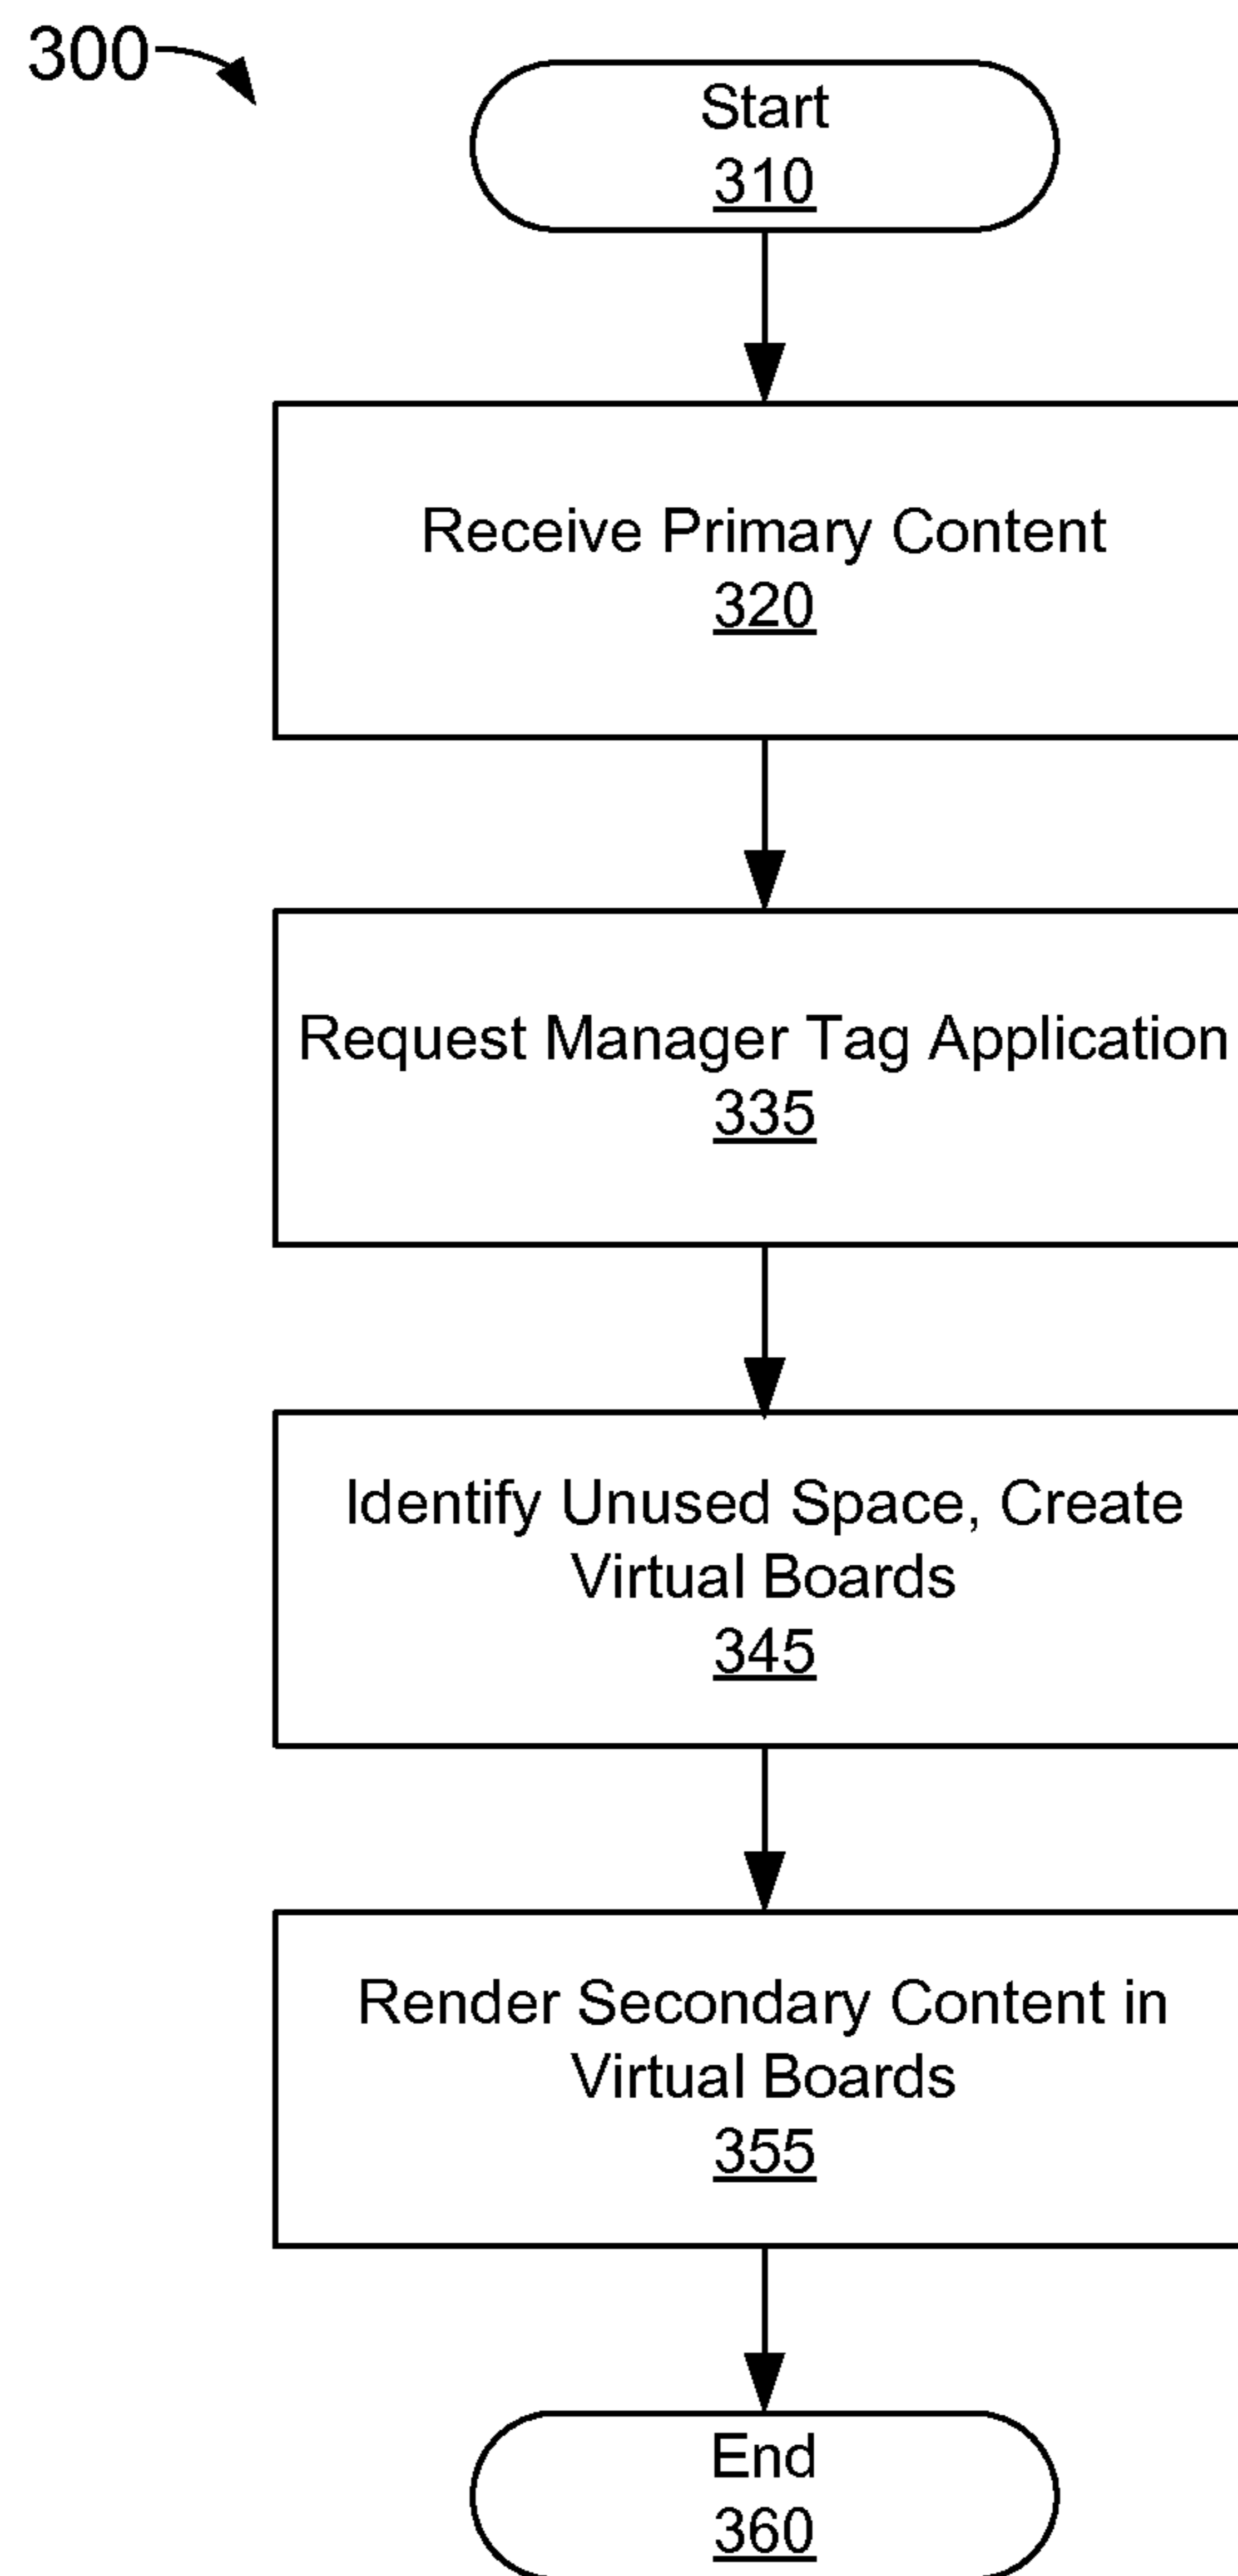 300
Start
310
Receive Primary Content
320
Request Manager Tag Application
335
Identify Unused Space, Create
Virtual Boards
345
Render Secondary Content in
Virtual Boards
355
End
360